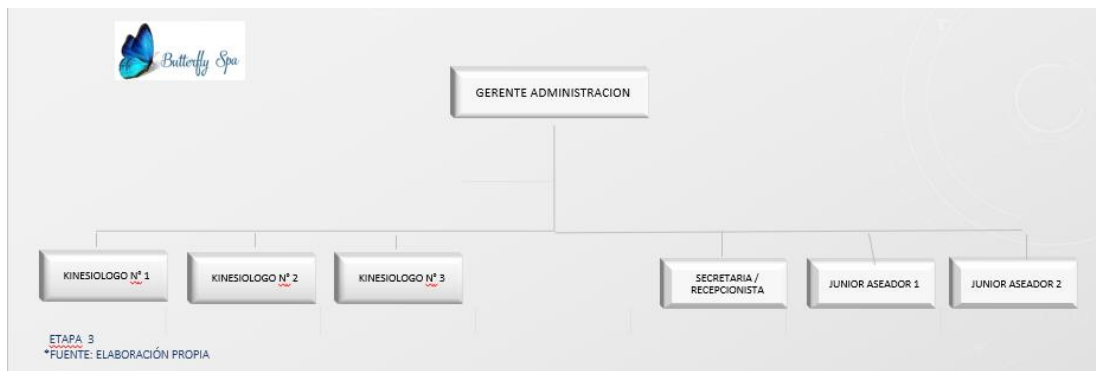 Butterfly Spa
GERENTE ADMINISTRACION
KINESIOLOGO N° 1
KINESIOLOGO N° 2
KINESIOLOGO N° 3
SECRETARIA /
RECEPCIONISTA
JUNIOR ASEADOR 1
JUNIOR ASEADOR 2
ETAPA 3
*FUENTE: ELABORACIÓN PROPIA